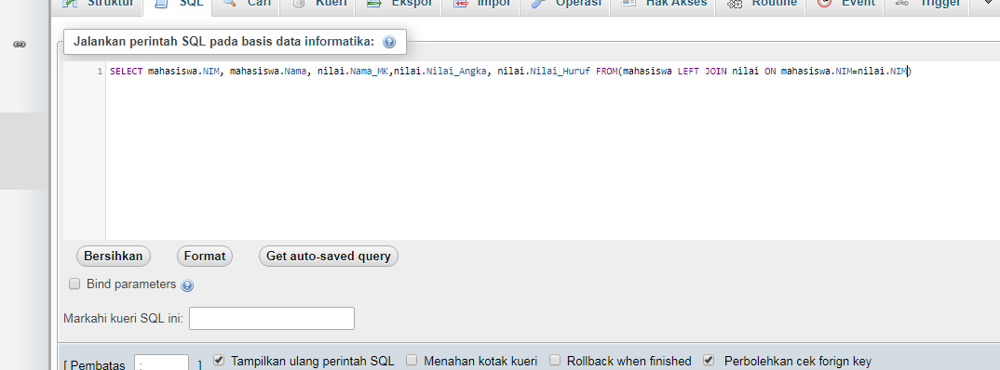 Struktur SQL Cari Kueri Ekspor Impor Operasi Hak Akses Routine Event Trigger
Jalankan perintah SQL pada basis data informatika:
1 SELECT mahasiswa.NIM, mahasiswa.Nama, nilai.Nama_MK,nilai.Nilai_Angka, nilai.Nilai_Huruf FROM(mahasiswa LEFT JOIN nilai ON mahasiswa.NIM=nilai.NIM)
Bersihkan Format Get auto-saved query
Bind parameters
Markahi kueri SQL ini:
[ Pembatas ; ] Tampilkan ulang perintah SQL Menahan kotak kueri Rollback when finished Perbolehkan cek forign key